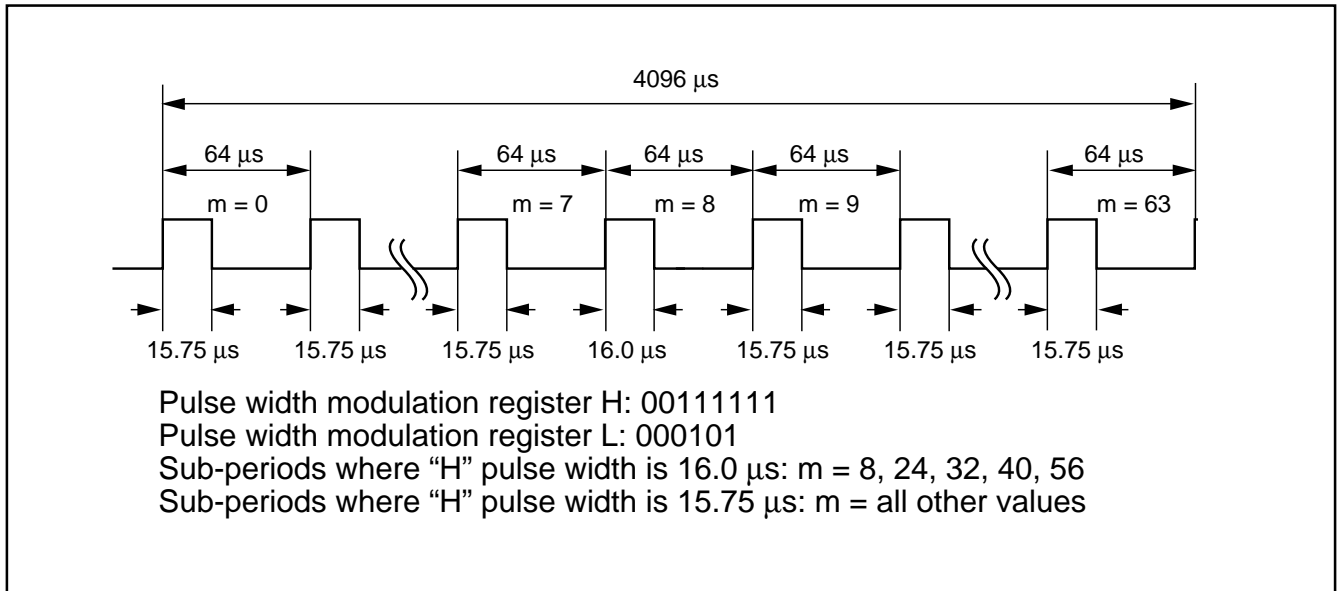 4096 μs
64 μs 64 μs 64 μs 64 μs 64 μs
m = 0 m = 7 m = 8 m = 9 m = 63
15.75 μs 15.75 μs 15.75 μs 16.0 μs 15.75 μs 15.75 μs 15.75 μs
Pulse width modulation register H: 00111111
Pulse width modulation register L: 000101
Sub-periods where “H” pulse width is 16.0 μs: m = 8, 24, 32, 40, 56
Sub-periods where “H” pulse width is 15.75 μs: m = all other values